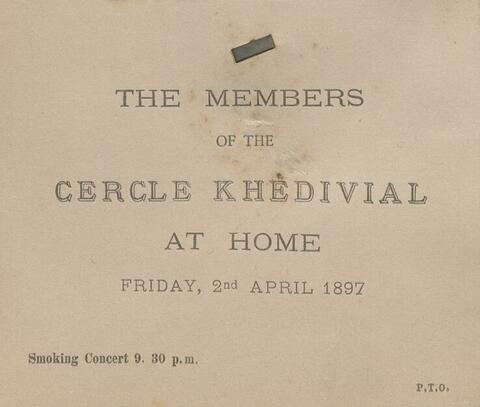 THE MEMBERS
OF THE
CERCLE KHEDIVIAL
AT HOME
FRIDAY, 2nd APRIL 1897
Smoking Concert 9. 30 p.m.
P.T.O.